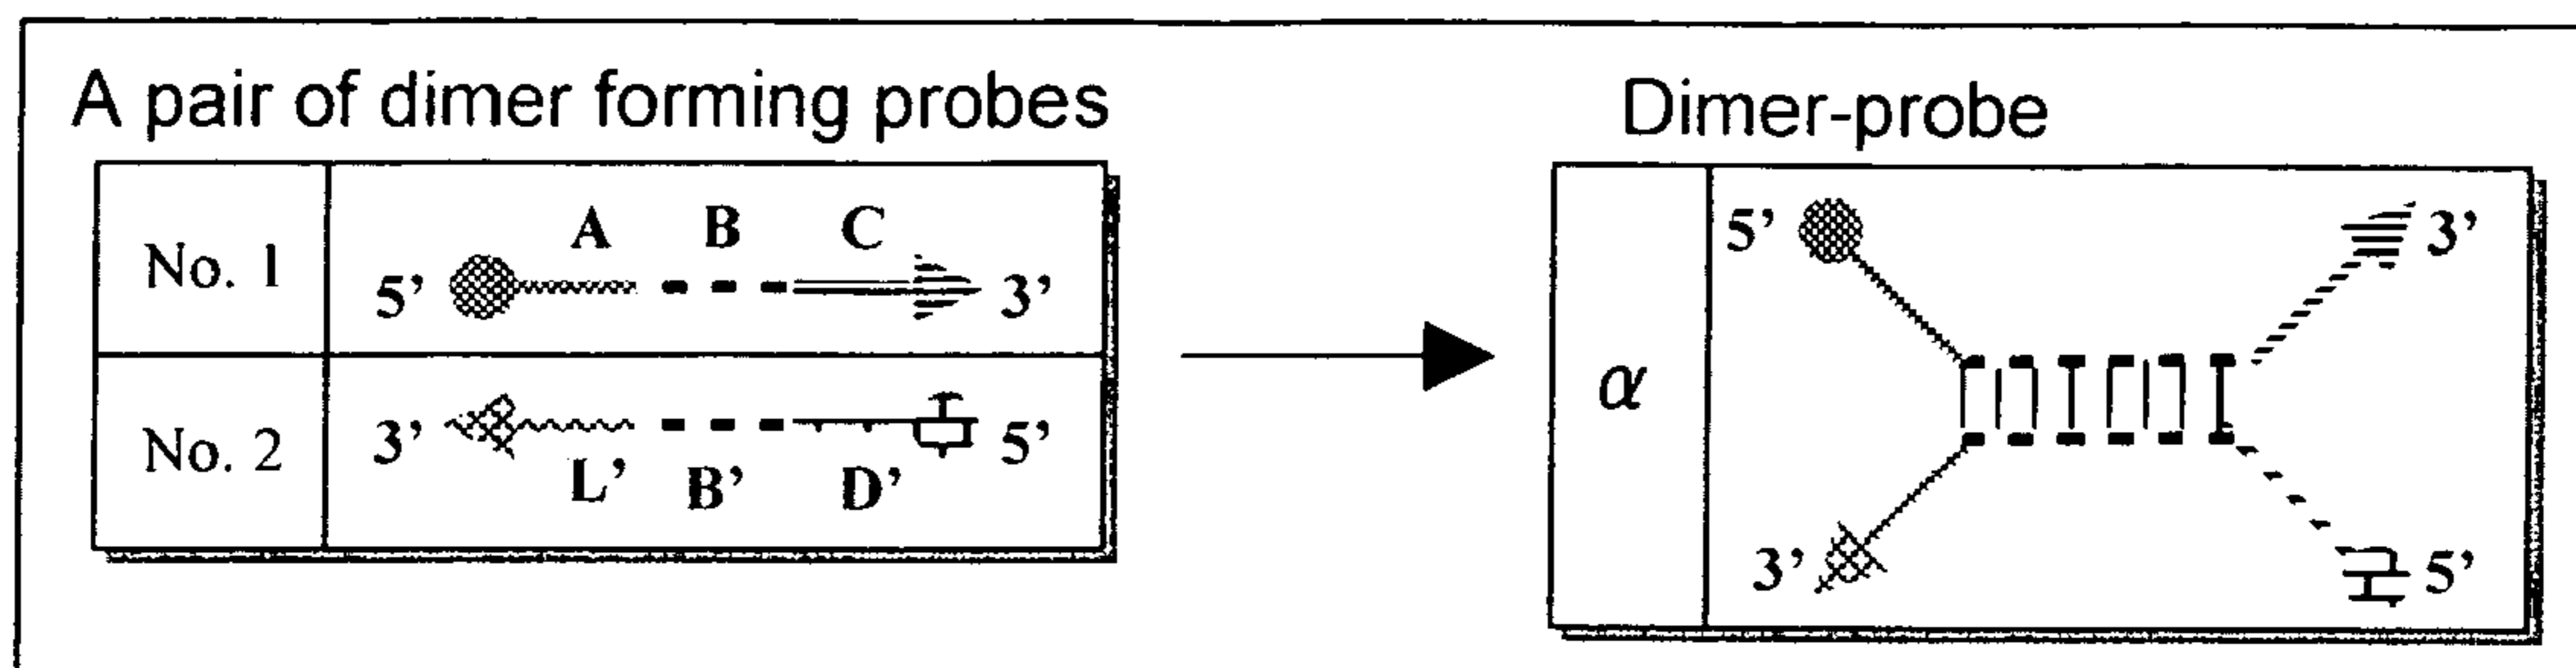 A pair of dimer forming probes
Dimer-probe
No. 1
A B C
5' 3'
No. 2
3' 5'
L' B' D'
α
5' 3'
3' 5'